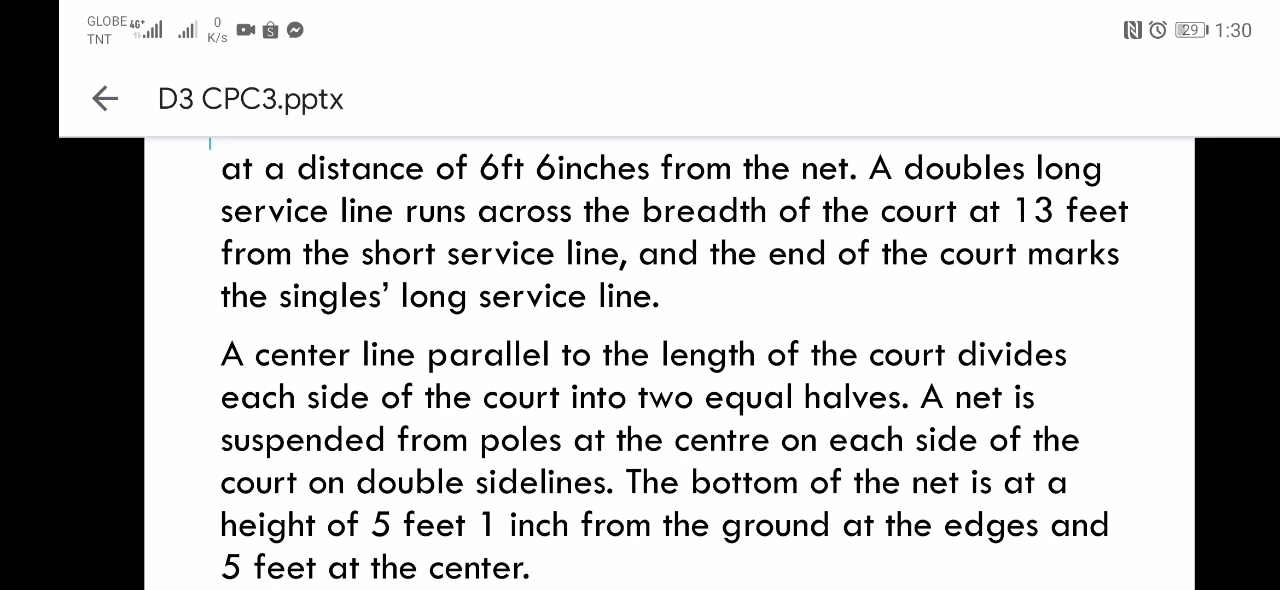 GLOBE 4G+
TNT
0
K/s
S
N
29 1:30
D3 CPC3.pptx
at a distance of 6ft 6inches from the net. A doubles long
service line runs across the breadth of the court at 13 feet
from the short service line, and the end of the court marks
the singles’ long service line.
A center line parallel to the length of the court divides
each side of the court into two equal halves. A net is
suspended from poles at the centre on each side of the
court on double sidelines. The bottom of the net is at a
height of 5 feet 1 inch from the ground at the edges and
5 feet at the center.